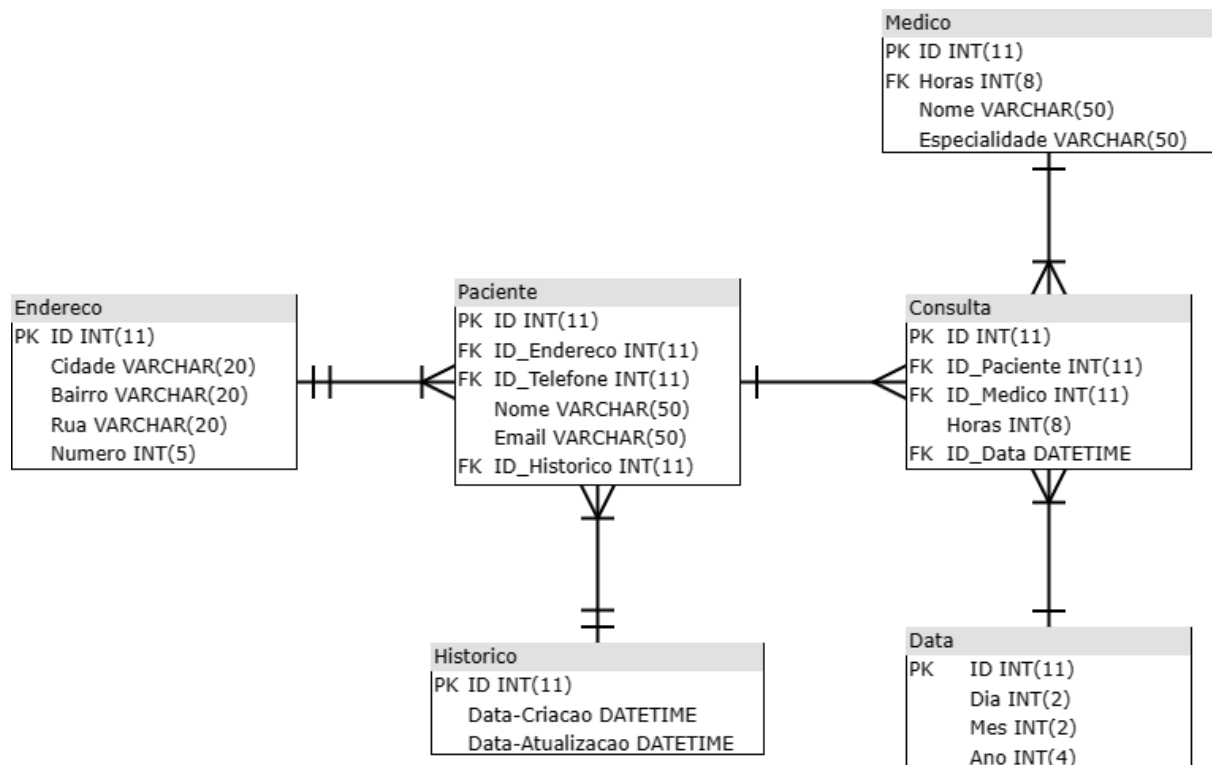 Medico
PK ID INT(11)
FK Horas INT(8)
Nome VARCHAR(50)
Especialidade VARCHAR(50)
Endereco
PK ID INT(11)
Cidade VARCHAR(20)
Bairro VARCHAR(20)
Rua VARCHAR(20)
Numero INT(5)
Paciente
PK ID INT(11)
FK ID_Endereco INT(11)
FK ID_Telefone INT(11)
Nome VARCHAR(50)
Email VARCHAR(50)
FK ID_Historico INT(11)
Consulta
PK ID INT(11)
FK ID_Paciente INT(11)
FK ID_Medico INT(11)
Horas INT(8)
FK ID_Data DATETIME
Historico
PK ID INT(11)
Data-Criacao DATETIME
Data-Atualizacao DATETIME
Data
PK ID INT(11)
Dia INT(2)
Mes INT(2)
Ano INT(4)